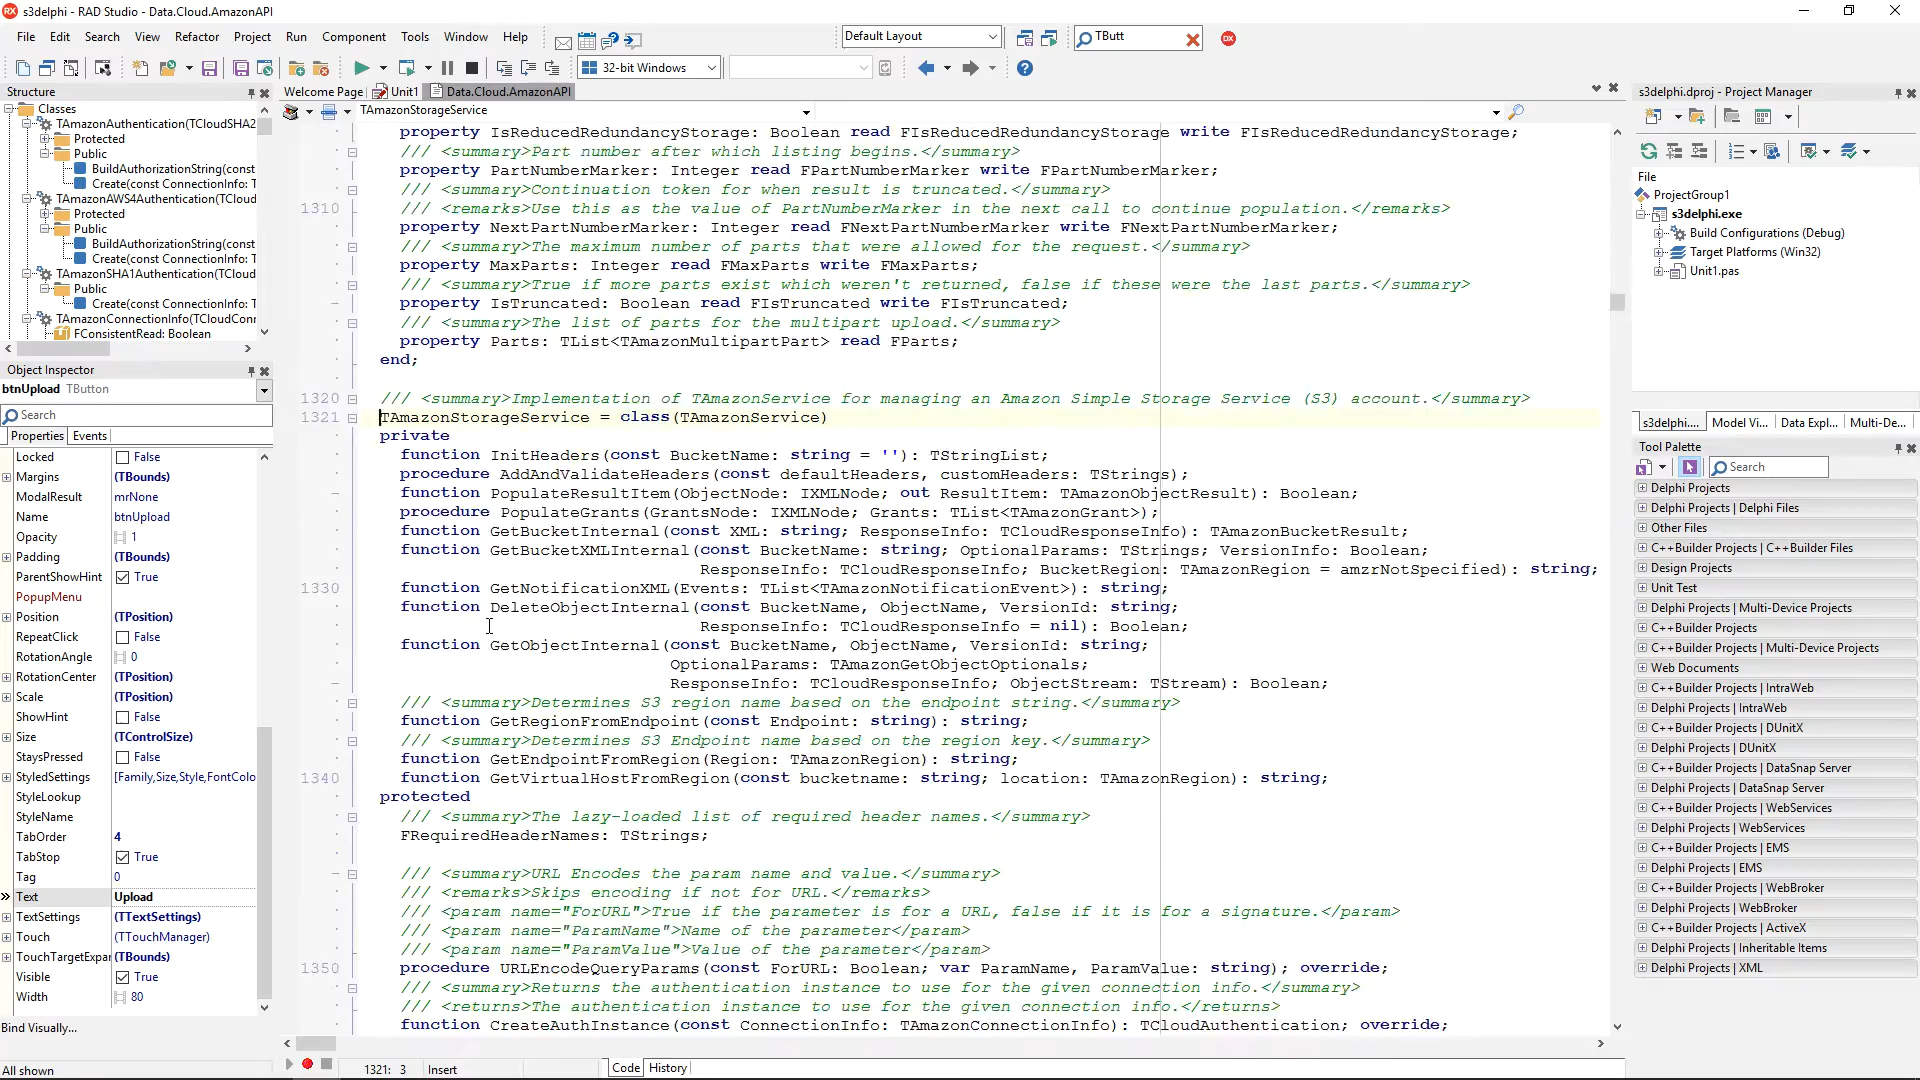 s3delphi - RAD Studio - Data.Cloud.AmazonAPI
File Edit Search View Refactor Project Run Component Tools Window Help
Default Layout
TButt
32-bit Windows
Structure
Classes
TAmazonAuthentication(TCloudSHA2
Protected
Public
BuildAuthorizationString(const
Create(const ConnectionInfo: T
TAmazonAWS4Authentication(TCloud
Protected
Public
BuildAuthorizationString(const
Create(const ConnectionInfo: T
TAmazonSHA1Authentication(TCloud
Public
Create(const ConnectionInfo: T
TAmazonConnectionInfo(TCloudConr
FConsistentRead: Boolean
Object Inspector
btnUpload TButton
Search
Properties Events
Locked False
Margins (TBounds)
ModalResult mrNone
Name btnUpload
Opacity 1
Padding (TBounds)
ParentShowHint True
PopupMenu
Position (TPosition)
RepeatClick False
RotationAngle 0
RotationCenter (TPosition)
Scale (TPosition)
ShowHint False
Size (TControlSize)
StaysPressed False
StyledSettings [Family,Size,Style,FontColo
StyleLookup
StyleName
TabOrder 4
TabStop True
Tag 0
Text Upload
TextSettings (TTextSettings)
Touch (TTouchManager)
TouchTargetExpar (TBounds)
Visible True
Width 80
Bind Visually...
All shown
Welcome Page Unit1 Data.Cloud.AmazonAPI
TAmazonStorageService
property IsReducedRedundancyStorage: Boolean read FIsReducedRedundancyStorage write FIsReducedRedundancyStorage;
/// <summary>Part number after which listing begins.</summary>
property PartNumberMarker: Integer read FPartNumberMarker write FPartNumberMarker;
/// <summary>Continuation token for when result is truncated.</summary>
1310 /// <remarks>Use this as the value of PartNumberMarker in the next call to continue population.</remarks>
property NextPartNumberMarker: Integer read FNextPartNumberMarker write FNextPartNumberMarker;
/// <summary>The maximum number of parts that were allowed for the request.</summary>
property MaxParts: Integer read FMaxParts write FMaxParts;
/// <summary>True if more parts exist which weren't returned, false if these were the last parts.</summary>
property IsTruncated: Boolean read FIsTruncated write FIsTruncated;
/// <summary>The list of parts for the multipart upload.</summary>
property Parts: TList<TAmazonMultipartPart> read FParts;
end;
1320 /// <summary>Implementation of TAmazonService for managing an Amazon Simple Storage Service (S3) account.</summary>
1321 TAmazonStorageService = class(TAmazonService)
private
function InitHeaders(const BucketName: string = ''): TStringList;
procedure AddAndValidateHeaders(const defaultHeaders, customHeaders: TStrings);
function PopulateResultItem(ObjectNode: IXMLNode; out ResultItem: TAmazonObjectResult): Boolean;
procedure PopulateGrants(GrantsNode: IXMLNode; Grants: TList<TAmazonGrant>);
function GetBucketInternal(const XML: string; ResponseInfo: TCloudResponseInfo): TAmazonBucketResult;
function GetBucketXMLInternal(const BucketName: string; OptionalParams: TStrings; VersionInfo: Boolean;
ResponseInfo: TCloudResponseInfo; BucketRegion: TAmazonRegion = amzrNotSpecified): string;
1330 function GetNotificationXML(Events: TList<TAmazonNotificationEvent>): string;
function DeleteObjectInternal(const BucketName, ObjectName, VersionId: string;
ResponseInfo: TCloudResponseInfo = nil): Boolean;
function GetObjectInternal(const BucketName, ObjectName, VersionId: string;
OptionalParams: TAmazonGetObjectOptionals;
ResponseInfo: TCloudResponseInfo; ObjectStream: TStream): Boolean;
/// <summary>Determines S3 region name based on the endpoint string.</summary>
function GetRegionFromEndpoint(const Endpoint: string): string;
/// <summary>Determines S3 Endpoint name based on the region key.</summary>
function GetEndpointFromRegion(Region: TAmazonRegion): string;
1340 function GetVirtualHostFromRegion(const bucketname: string; location: TAmazonRegion): string;
protected
/// <summary>The lazy-loaded list of required header names.</summary>
FRequiredHeaderNames: TStrings;
/// <summary>URL Encodes the param name and value.</summary>
/// <remarks>Skips encoding if not for URL.</remarks>
/// <param name="ForURL">True if the parameter is for a URL, false if it is for a signature.</param>
/// <param name="ParamName">Name of the parameter</param>
/// <param name="ParamValue">Value of the parameter</param>
1350 procedure URLEncodeQueryParams(const ForURL: Boolean; var ParamName, ParamValue: string); override;
/// <summary>Returns the authentication instance to use for the given connection info.</summary>
/// <returns>The authentication instance to use for the given connection info.</returns>
function CreateAuthInstance(const ConnectionInfo: TAmazonConnectionInfo): TCloudAuthentication; override;
1321: 3 Insert Code History
s3delphi.dproj - Project Manager
File
ProjectGroup1
s3delphi.exe
Build Configurations (Debug)
Target Platforms (Win32)
Unit1.pas
s3delphi.... Model Vi... Data Expl... Multi-De...
Tool Palette
Search
Delphi Projects
Delphi Projects | Delphi Files
Other Files
C++Builder Projects | C++Builder Files
Design Projects
Unit Test
Delphi Projects | Multi-Device Projects
C++Builder Projects
C++Builder Projects | Multi-Device Projects
Web Documents
C++Builder Projects | IntraWeb
Delphi Projects | IntraWeb
C++Builder Projects | DUnitX
Delphi Projects | DUnitX
C++Builder Projects | DataSnap Server
Delphi Projects | DataSnap Server
C++Builder Projects | WebServices
Delphi Projects | WebServices
C++Builder Projects | EMS
Delphi Projects | EMS
C++Builder Projects | WebBroker
Delphi Projects | WebBroker
C++Builder Projects | ActiveX
Delphi Projects | Inheritable Items
Delphi Projects | XML